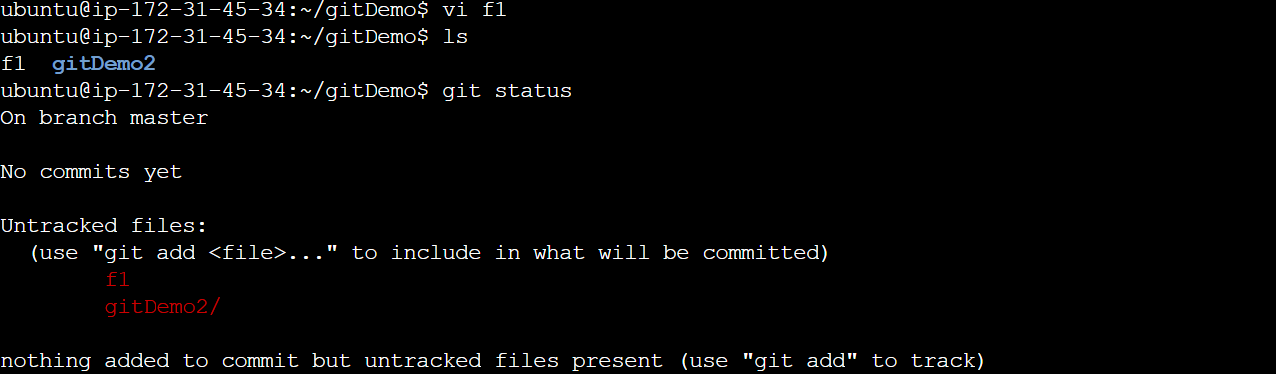 ubuntu@ip-172-31-45-34:~/gitDemo$ vi f1
ubuntu@ip-172-31-45-34:~/gitDemo$ ls
f1  gitDemo2
ubuntu@ip-172-31-45-34:~/gitDemo$ git status
On branch master
No commits yet
Untracked files:
  (use "git add <file>..." to include in what will be committed)
        f1
        gitDemo2/
nothing added to commit but untracked files present (use "git add" to track)